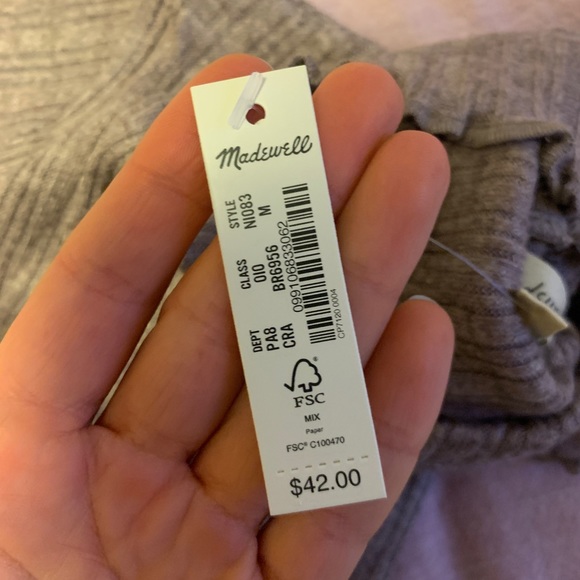 Madewell
STYLE
NI083
M
CLASS
010
BR6956
DEPT
PA8
CRA
099106833062
CP7120 0004
FSC®
MIX
Paper
FSC® C100470
$42.00